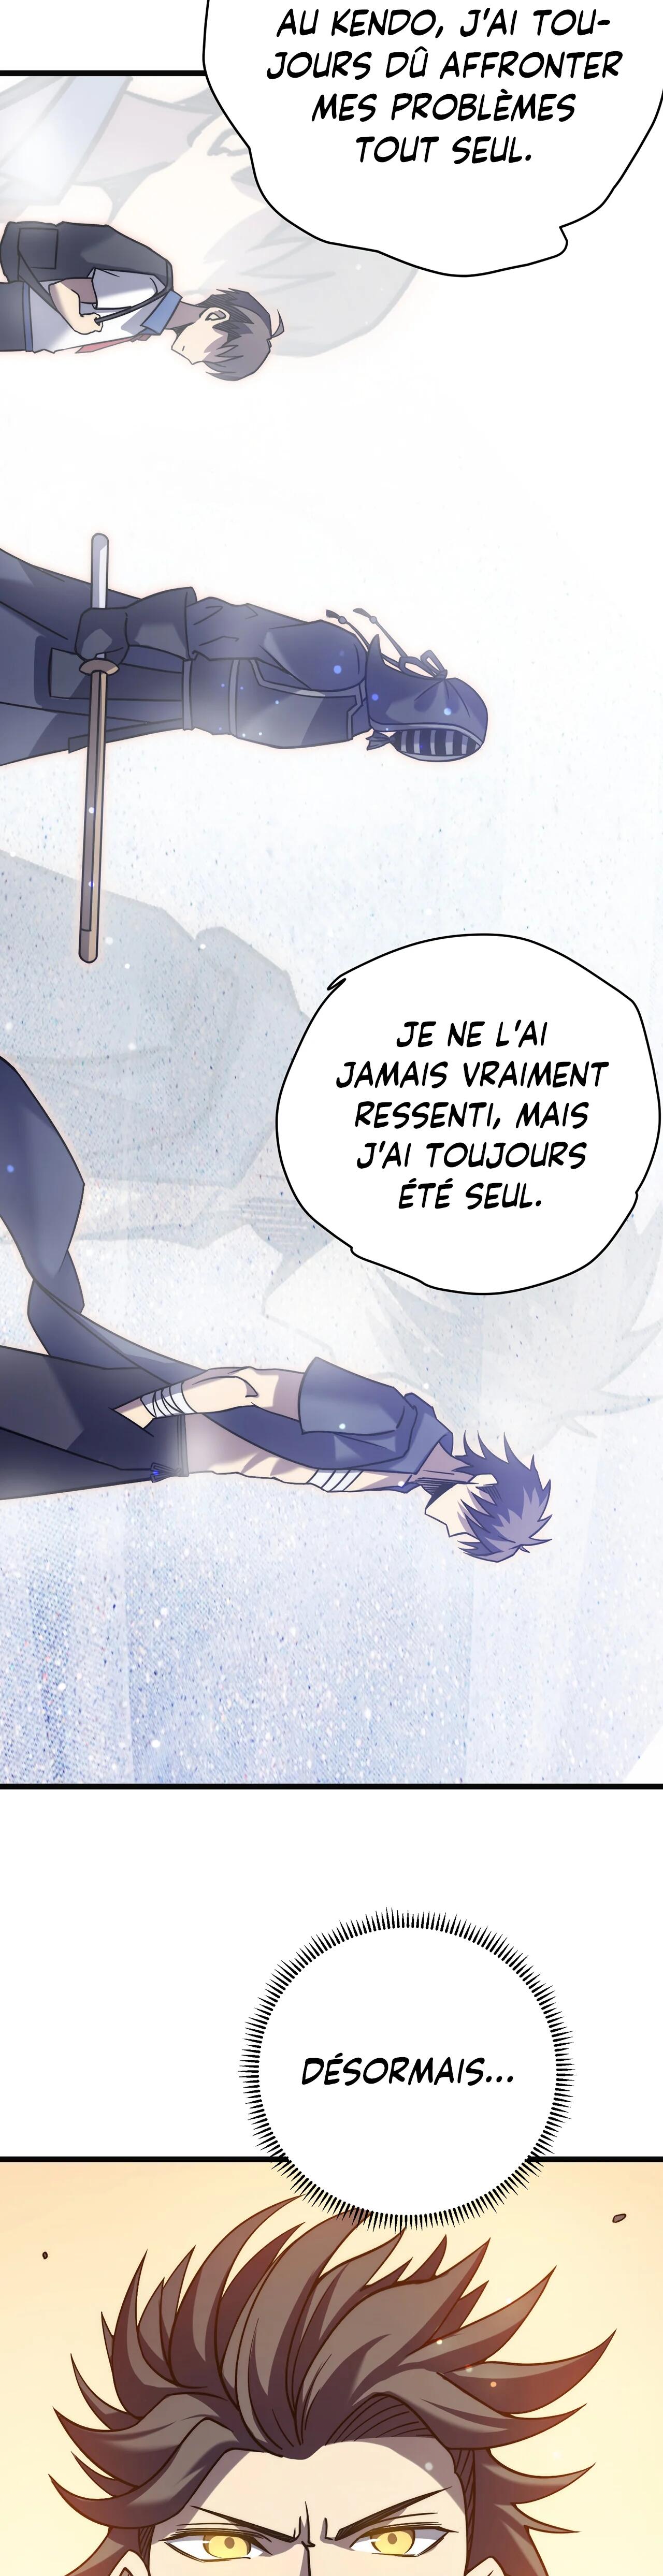 AU KENDO, J'AI TOU-
JOURS DÛ AFFRONTER
MES PROBLÈMES
TOUT SEUL.
JE NE L'AI
JAMAIS VRAIMENT
RESSENTI, MAIS
J'AI TOUJOURS
ÉTÉ SEUL.
DÉSORMAIS...